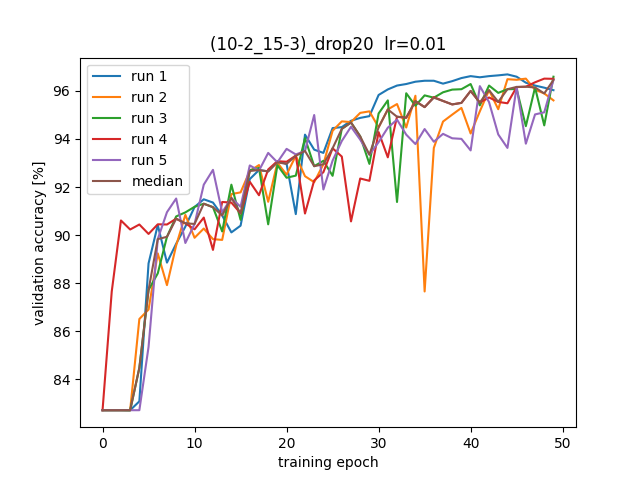 (10-2_15-3)_drop20  lr=0.01
run 1
run 2
run 3
run 4
run 5
median
validation accuracy [%]
96
94
92
90
88
86
84
0
10
20
30
40
50
training epoch